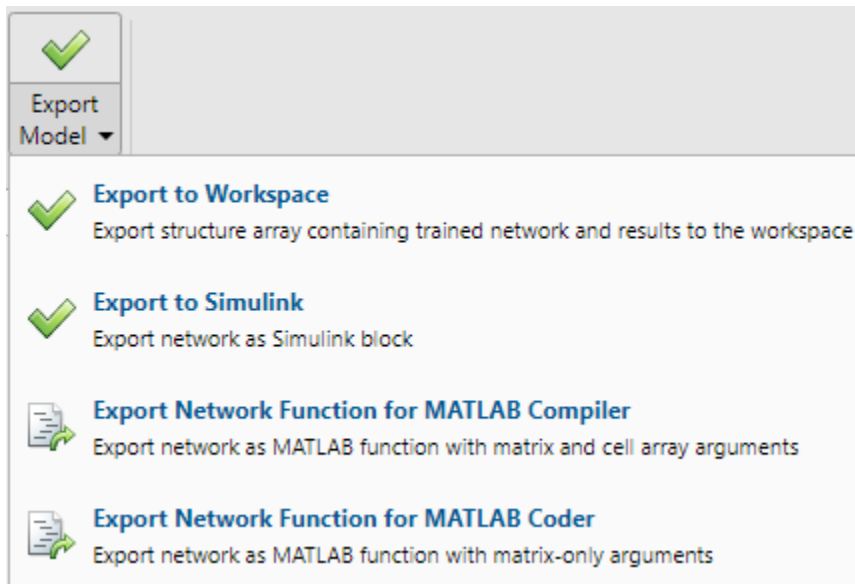 Export
Model
Export to Workspace
Export structure array containing trained network and results to the workspace
Export to Simulink
Export network as Simulink block
Export Network Function for MATLAB Compiler
Export network as MATLAB function with matrix and cell array arguments
Export Network Function for MATLAB Coder
Export network as MATLAB function with matrix-only arguments